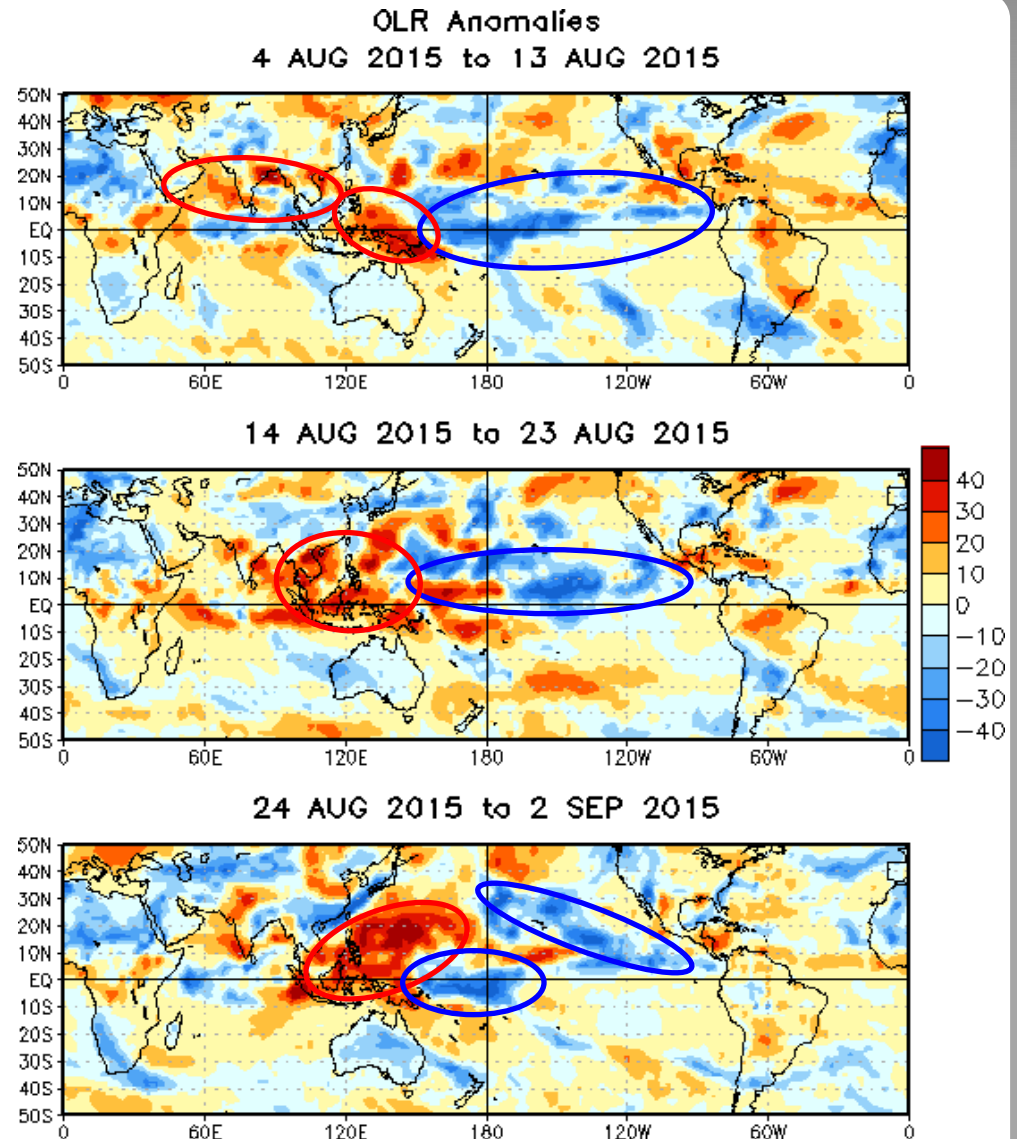 OLR Anomalies
4 AUG 2015 to 13 AUG 2015
50N
40N
30N
20N
10N
EQ
10S
20S
30S
40S
50S
0 60E 120E 180 120W 60W 0
14 AUG 2015 to 23 AUG 2015
50N
40N
30N
20N
10N
EQ
10S
20S
30S
40S
50S
0 60E 120E 180 120W 60W 0
40
30
20
10
0
−10
−20
−30
−40
24 AUG 2015 to 2 SEP 2015
50N
40N
30N
20N
10N
EQ
10S
20S
30S
40S
50S
0 60E 120E 180 120W 60W 0